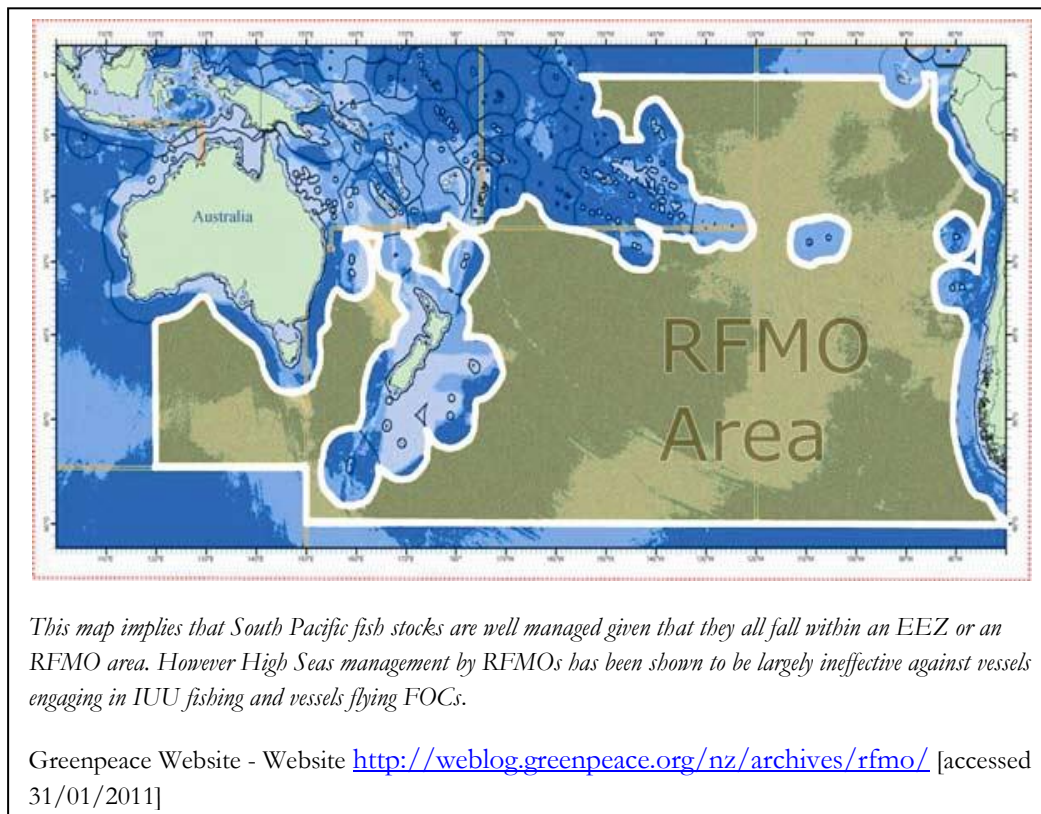 Australia
RFMO
Area
This map implies that South Pacific fish stocks are well managed given that they all fall within an EEZ or an
RFMO area. However High Seas management by RFMOs has been shown to be largely ineffective against vessels
engaging in IUU fishing and vessels flying FOCs.
Greenpeace Website - Website http://weblog.greenpeace.org/nz/archives/rfmo/ [accessed
31/01/2011]